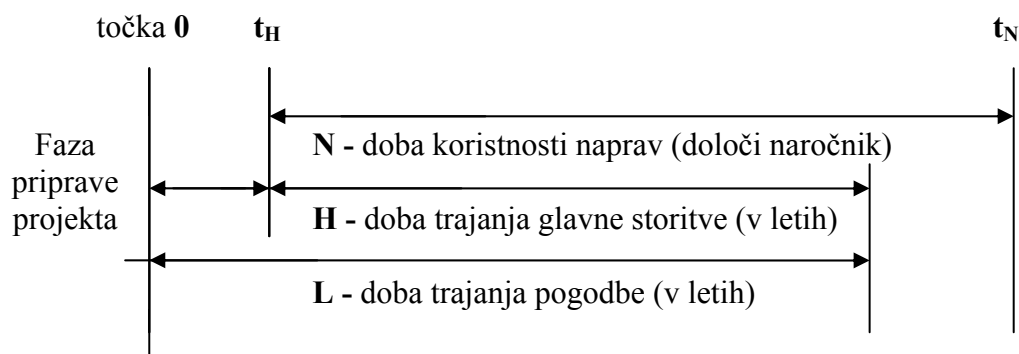 točka 0 tH tN
N - doba koristnosti naprav (določi naročnik)
Faza
priprave
projekta
H - doba trajanja glavne storitve (v letih)
L - doba trajanja pogodbe (v letih)